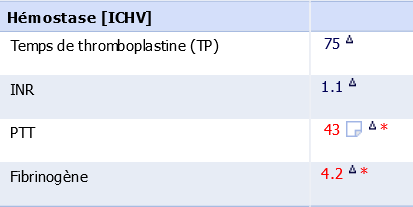 Hémostase [ICHV]
Temps de thromboplastine (TP) 75 Δ
INR 1.1 Δ
PTT 43 Δ *
Fibrinogène 4.2 Δ *